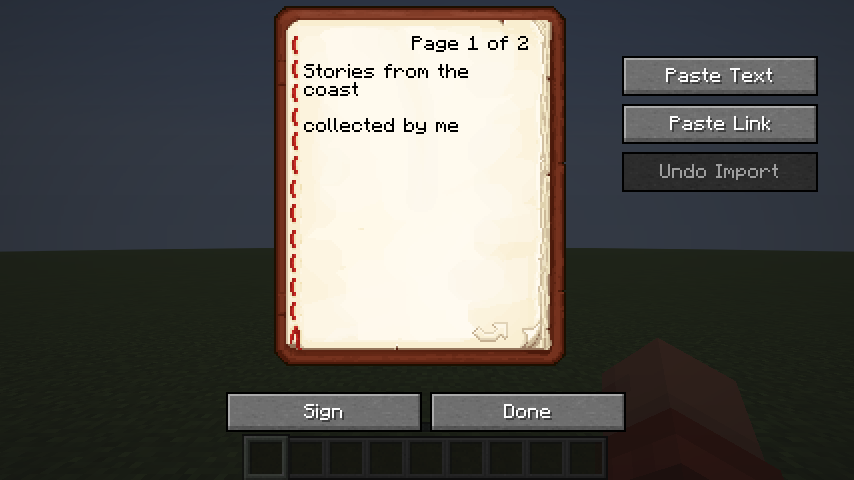 Page 1 of 2
Stories from the
coast
collected by me
Paste Text
Paste Link
Undo Import
Sign
Done